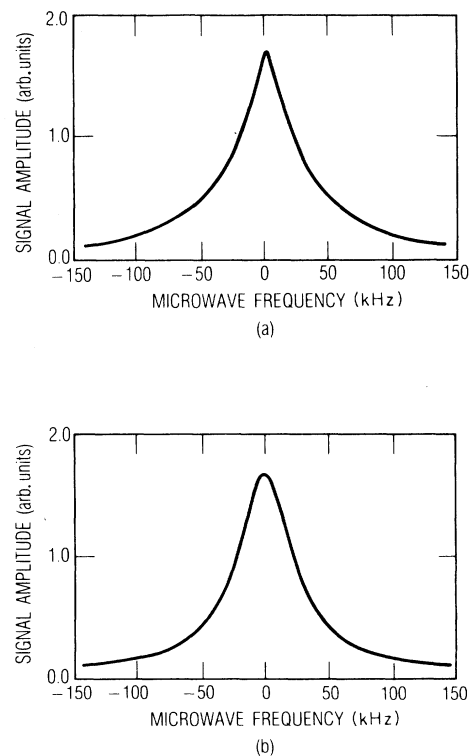 2.0
1.0
0.0
SIGNAL AMPLITUDE (arb.units)
−150 −100 −50 0 50 100 150
MICROWAVE FREQUENCY (kHz)
(a)
2.0
1.0
0.0
SIGNAL AMPLITUDE (arb.units)
−150 −100 −50 0 50 100 150
MICROWAVE FREQUENCY (kHz)
(b)